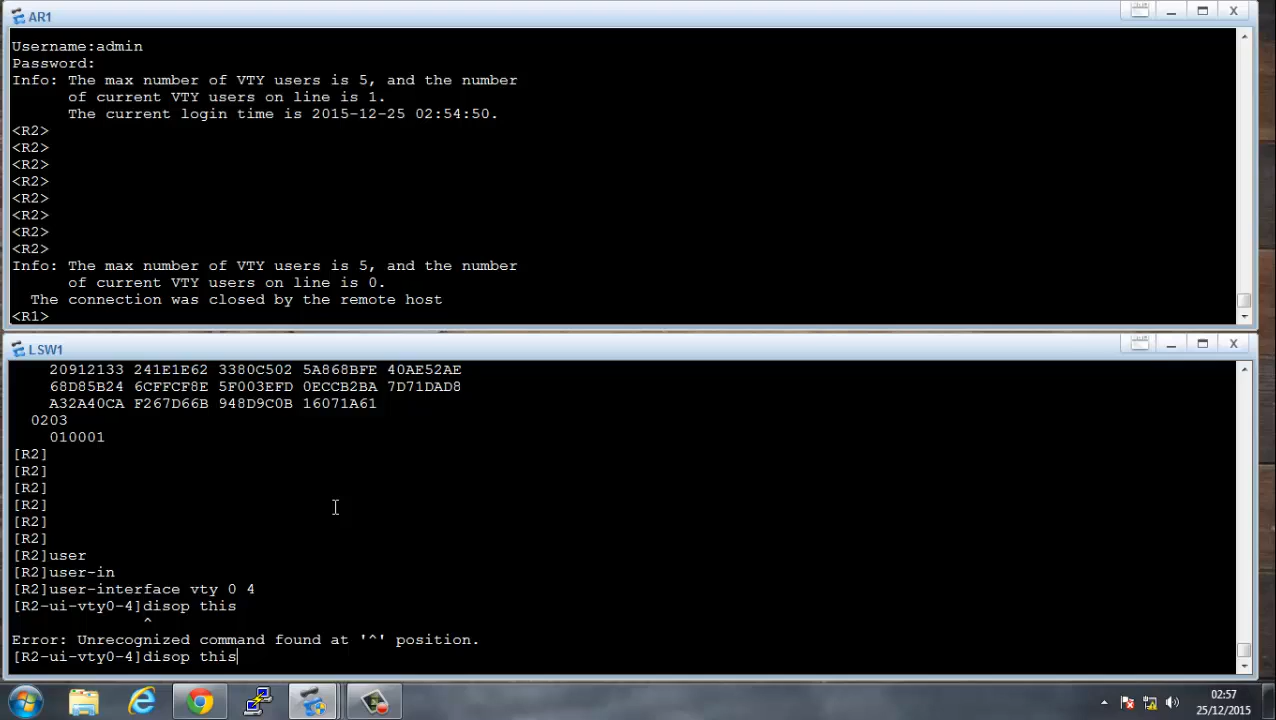 AR1
Username:admin
Password:
Info: The max number of VTY users is 5, and the number
of current VTY users on line is 1.
The current login time is 2015-12-25 02:54:50.
<R2>
<R2>
<R2>
<R2>
<R2>
<R2>
<R2>
<R2>
Info: The max number of VTY users is 5, and the number
of current VTY users on line is 0.
The connection was closed by the remote host
<R1>
LSW1
20912133 241E1E62 3380C502 5A868BFE 40AE52AE
68D85B24 6CFFCF8E 5F003EFD 0ECCB2BA 7D71DAD8
A32A40CA F267D66B 948D9C0B 16071A61
0203
010001
[R2]
[R2]
[R2]
[R2]
[R2]
[R2]
[R2]user
[R2]user-in
[R2]user-interface vty 0 4
[R2-ui-vty0-4]disop this
^
Error: Unrecognized command found at '^' position.
[R2-ui-vty0-4]disop this
02:57
25/12/2015